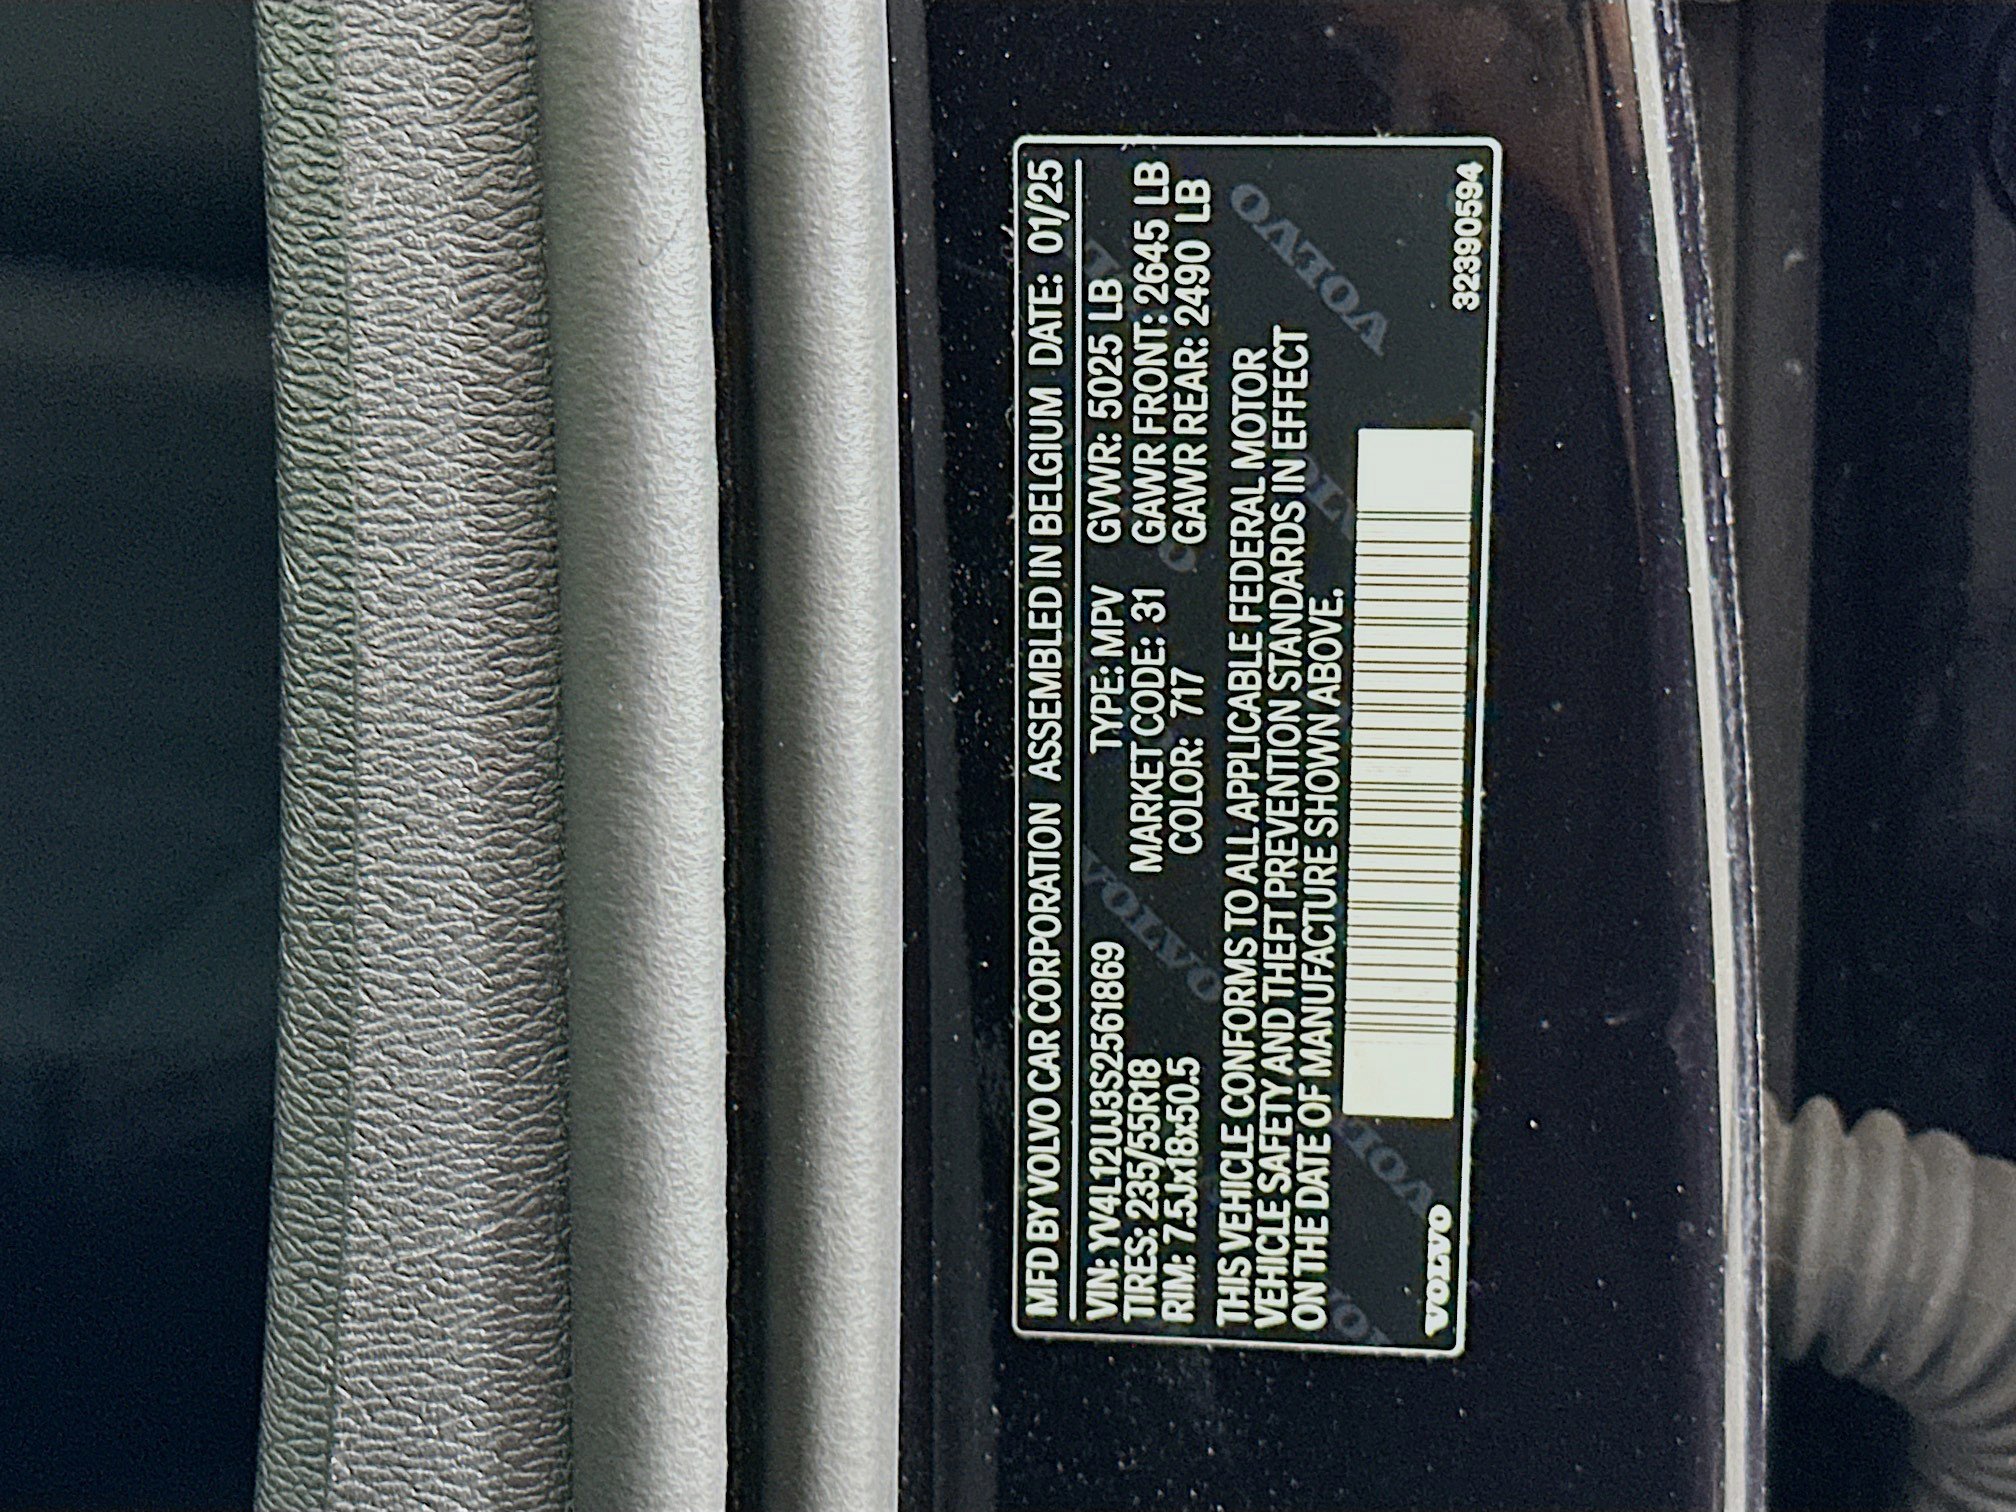 MFD BY VOLVO CAR CORPORATION ASSEMBLED IN BELGIUM DATE: 01/25
VIN: YV4L12UJ3S2561869 TYPE: MPV GVWR: 5025 LB
TIRES: 235/55R18 MARKET CODE: 31 GAWR FRONT: 2645 LB
RIM: 7.5Jx18x50.5 COLOR: 717 GAWR REAR: 2490 LB
THIS VEHICLE CONFORMS TO ALL APPLICABLE FEDERAL MOTOR
VEHICLE SAFETY AND THEFT PREVENTION STANDARDS IN EFFECT
ON THE DATE OF MANUFACTURE SHOWN ABOVE.
VOLVO 32390594